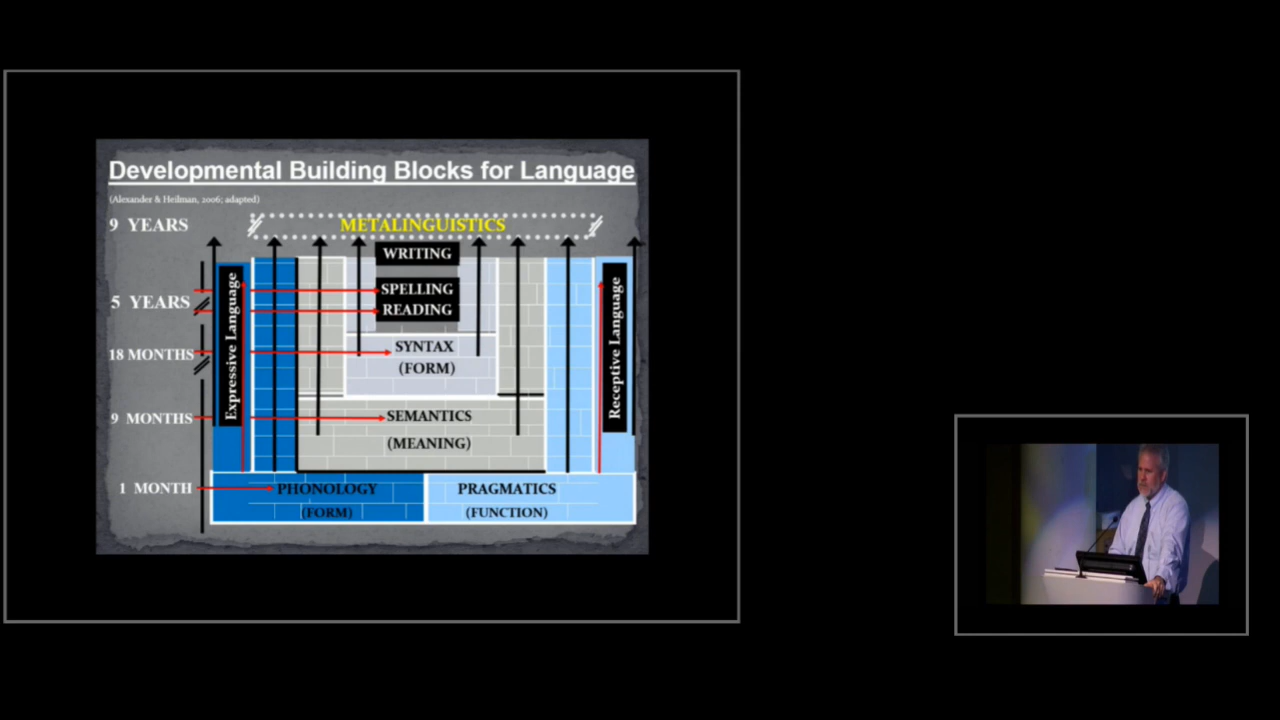 Developmental Building Blocks for Language
(Alexander & Heilman, 2006; adapted)
9 YEARS
METALINGUISTICS
WRITING
5 YEARS
SPELLING
READING
18 MONTHS
SYNTAX
(FORM)
9 MONTHS
SEMANTICS
(MEANING)
1 MONTH
PHONOLOGY
(FORM)
PRAGMATICS
(FUNCTION)
Expressive Language
Receptive Language